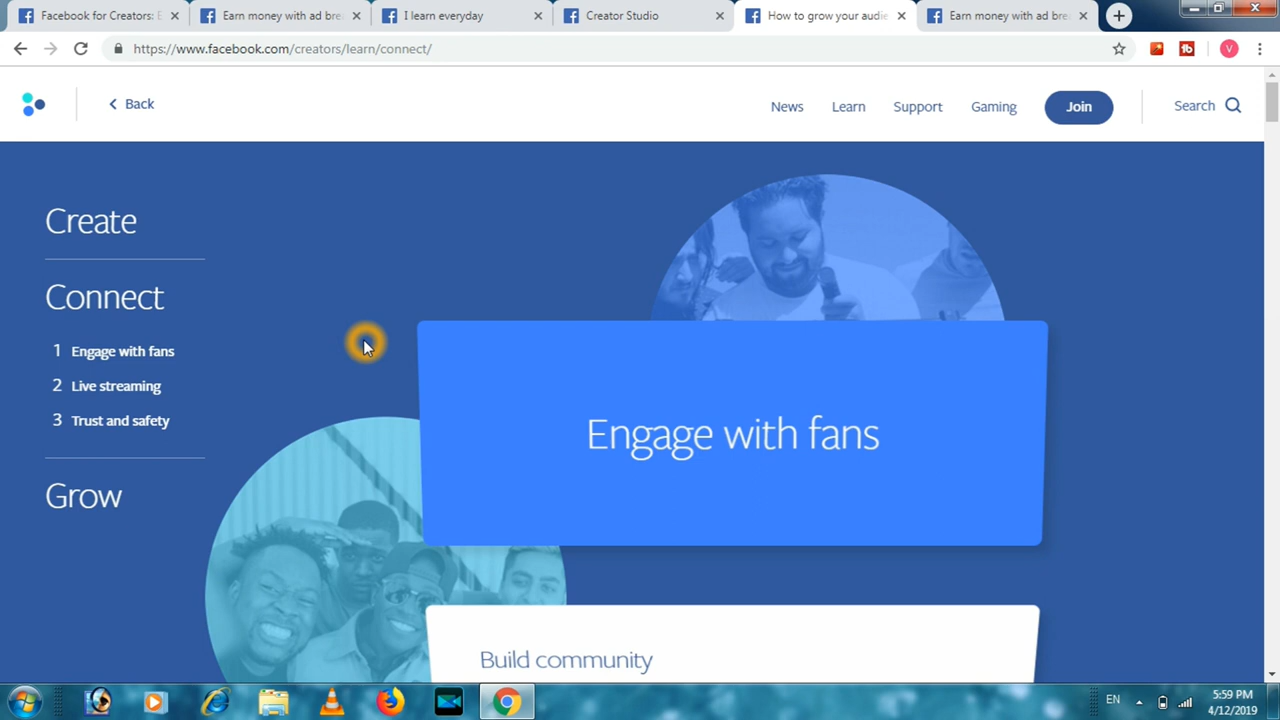 Facebook for Creators: E
Earn money with ad bre
I learn everyday
Creator Studio
How to grow your audie
Earn money with ad bre
https://www.facebook.com/creators/learn/connect/
V
Back
News
Learn
Support
Gaming
Join
Search
Create
Connect
1 Engage with fans
2 Live streaming
3 Trust and safety
Grow
Engage with fans
Build community
EN
5:59 PM
4/12/2019